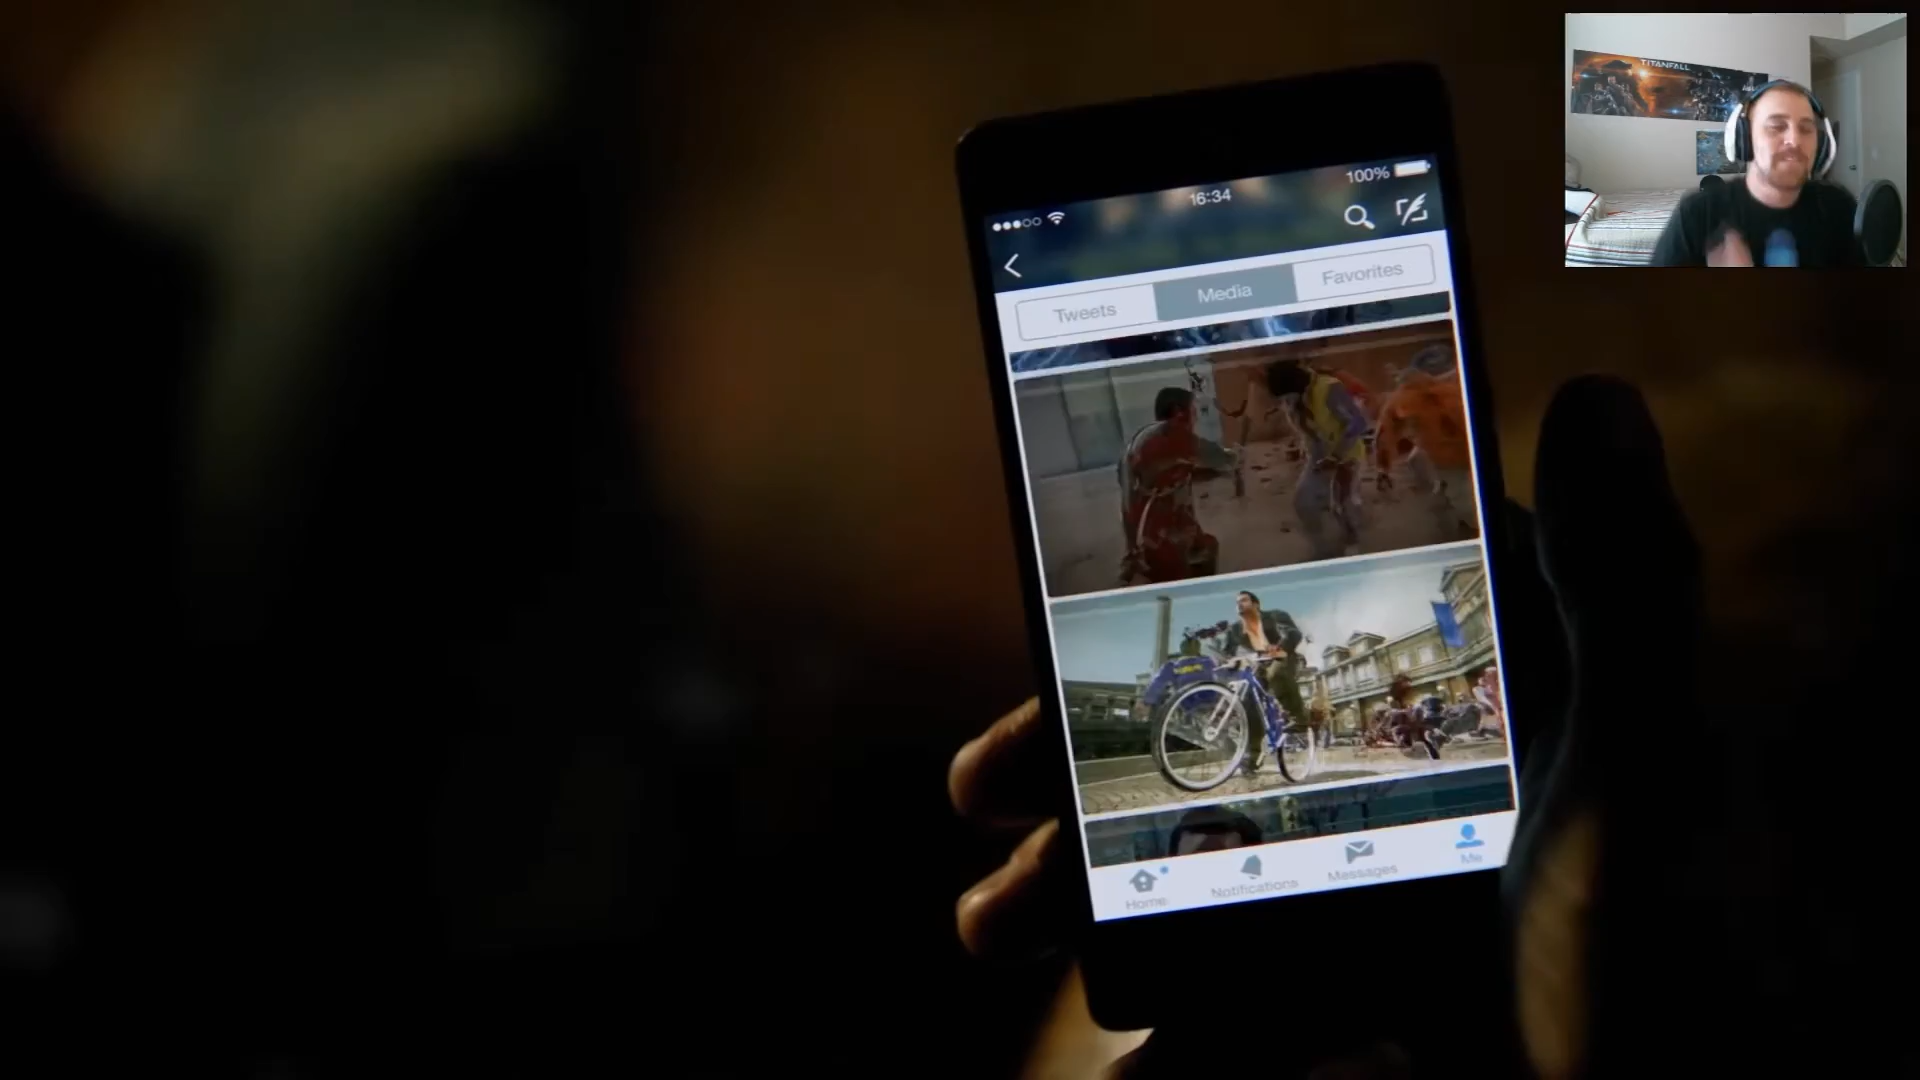 TITANFALL
100%
16:34
Tweets
Media
Favorites
Home
Notifications
Messages
Me